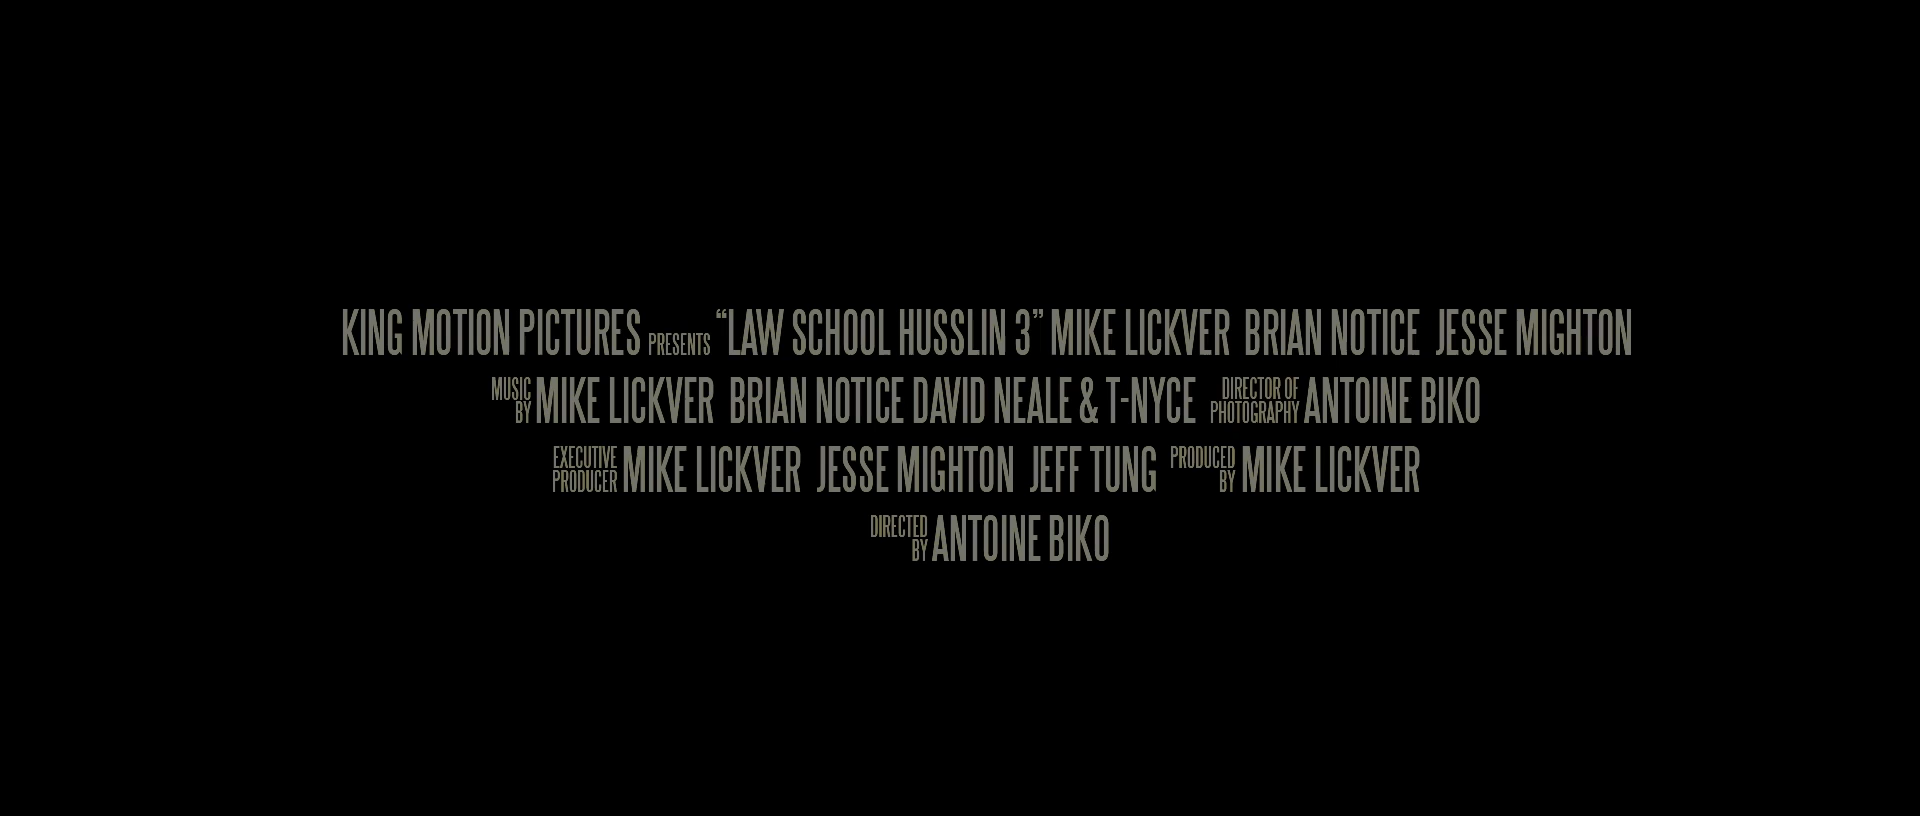 KING MOTION PICTURES PRESENTS “LAW SCHOOL HUSSLIN 3” MIKE LICKVER BRIAN NOTICE JESSE MIGHTON
MUSIC BY MIKE LICKVER BRIAN NOTICE DAVID NEALE & T-NYCE DIRECTOR OF PHOTOGRAPHY ANTOINE BIKO
EXECUTIVE PRODUCER MIKE LICKVER JESSE MIGHTON JEFF TUNG PRODUCED BY MIKE LICKVER
DIRECTED BY ANTOINE BIKO